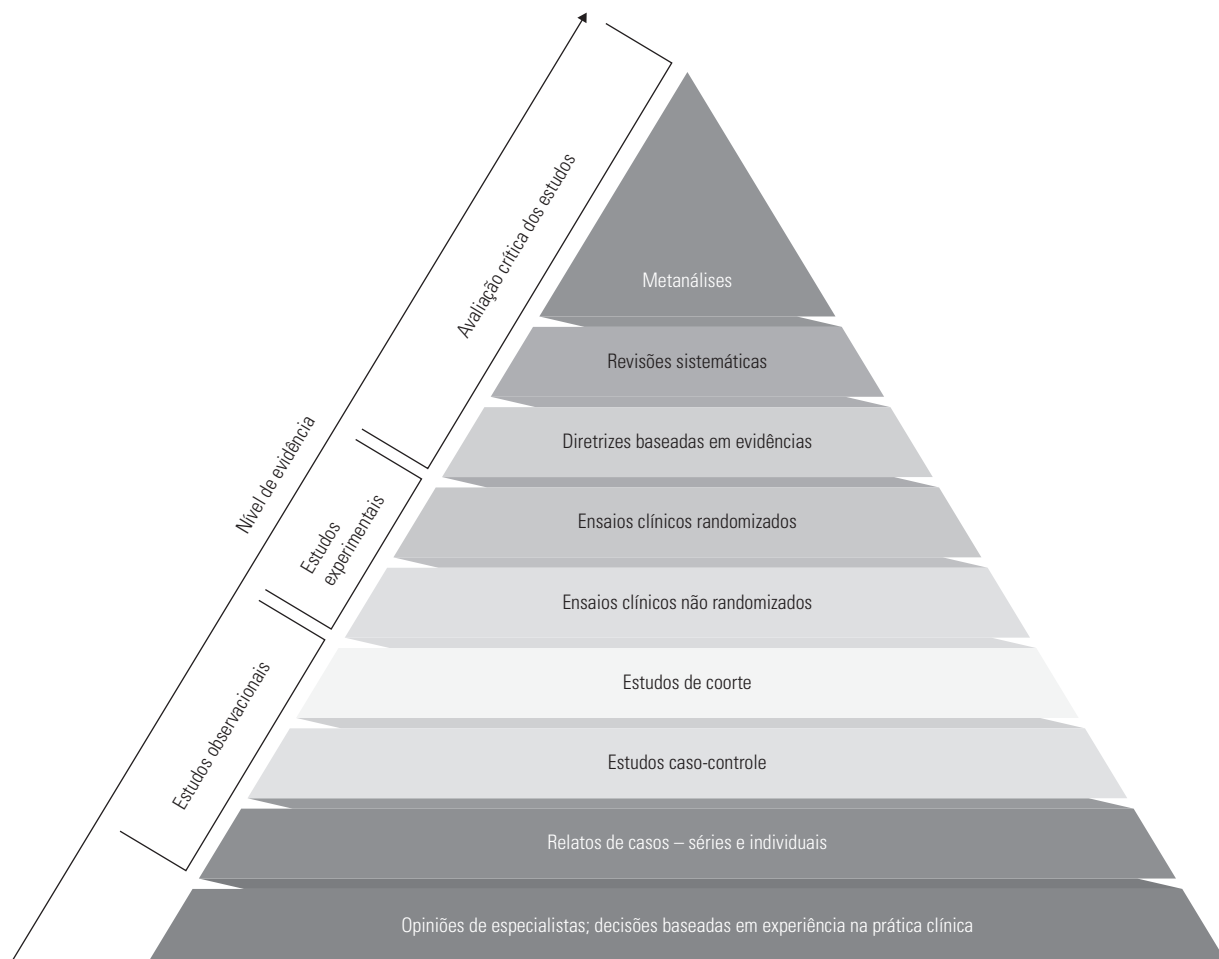 Metanálises
Revisões sistemáticas
Diretrizes baseadas em evidências
Ensaios clínicos randomizados
Ensaios clínicos não randomizados
Estudos de coorte
Estudos caso-controle
Relatos de casos – séries e individuais
Opiniões de especialistas; decisões baseadas em experiência na prática clínica
Nível de evidência
Avaliação crítica dos estudos
Estudos
experimentais
Estudos observacionais